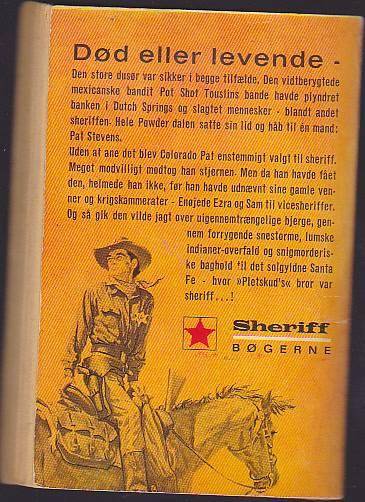 Død eller levende -
Den store dusør var sikker i begge tilfælde. Den vidtberygtede
mexicanske bandit Pot Shot Touslins bande havde plyndret
banken i Dutch Springs og slagtet mennesker - blandt andet
sheriffen. Hele Powder dalen satte sin lid og håb til én mand:
Pat Stevens.
Uden at ane det blev Colorado Pat enstemmigt valgt til sheriff.
Meget modvilligt modtog han stjernen. Men da han havde fået
den, helmede han ikke, før han havde udnævnt sine gamle ven-
ner og krigskammerater - Enøjede Ezra og Sam til vicesheriffer.
Og så gik den vilde jagt over uigennemtrængelige bjerge, gen-
nem forrygende snestorme, lumske
indianer-overfald og snigmorderis-
ke baghold til det solgyldne Santa
Fe - hvor »Pletskud's« bror var
sheriff...!
Sheriff
BØGERNE